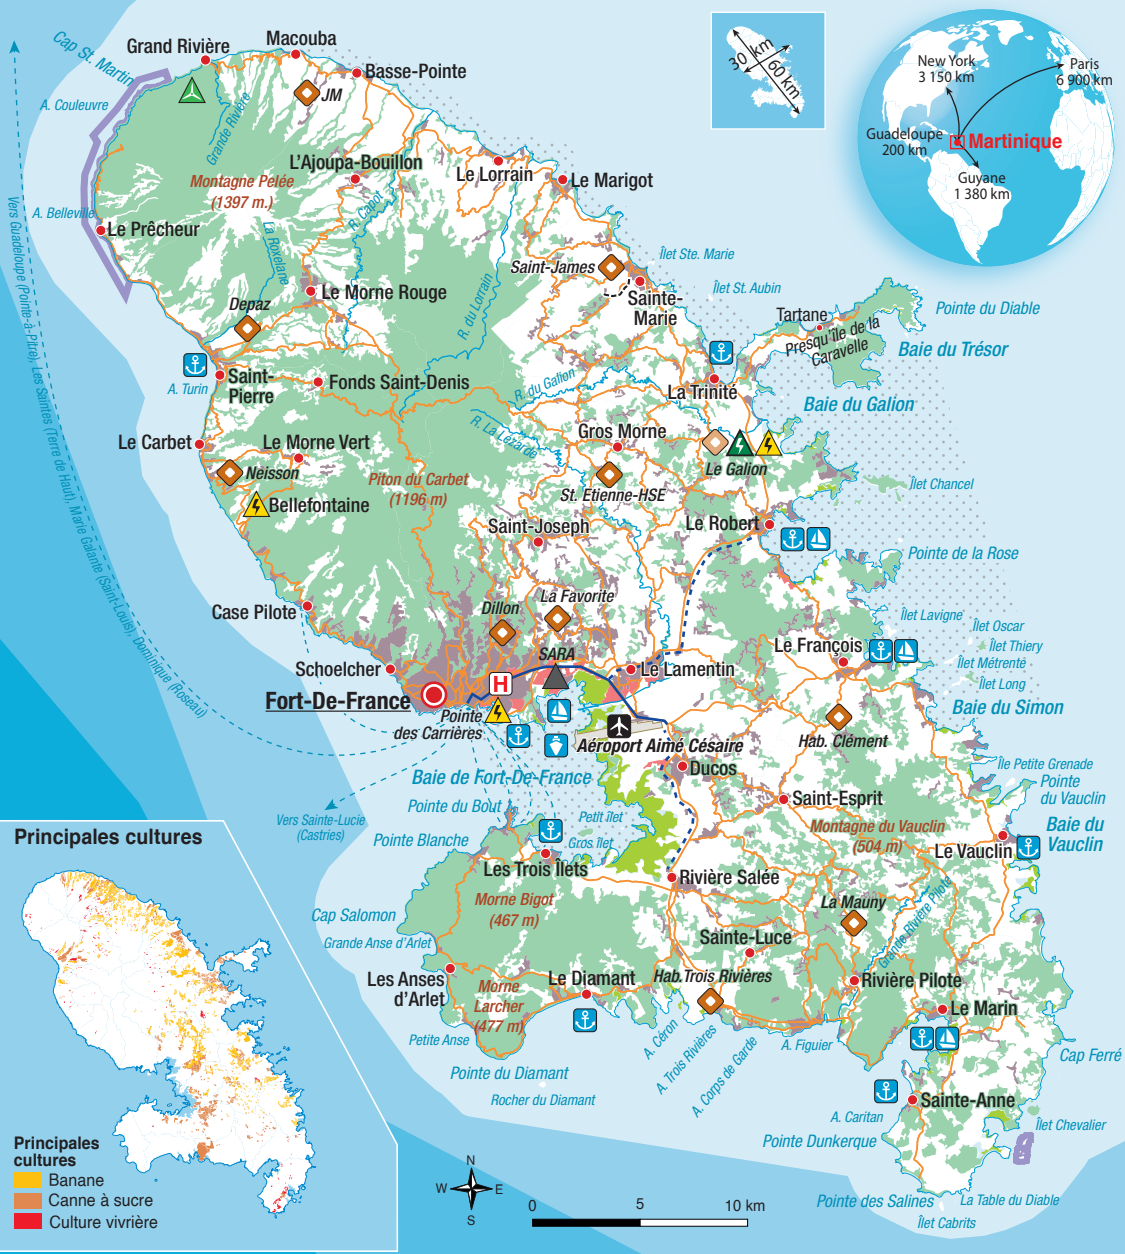 Cap St. Martin
Grand Rivière
Macouba
Basse-Pointe
A. Couleuvre
JM
Grande Rivière
L'Ajoupa-Bouillon
Le Lorrain
Le Marigot
Montagne Pelée
(1397 m.)
A. Belleville
Le Prêcheur
La Roxelane
R. Capot
Saint-James
Îlet Ste. Marie
Le Morne Rouge
R. du Lorrain
Sainte-
Marie
Îlet St. Aubin
Depaz
Tartane
Presqu'île de la
Caravelle
Pointe du Diable
Baie du Trésor
A. Turin
Saint-
Pierre
Fonds Saint-Denis
R. du Galion
La Trinité
Baie du Galion
Le Carbet
Le Morne Vert
R. La Lézarde
Gros Morne
Neisson
Piton du Carbet
(1196 m)
Le Galion
St. Etienne-HSE
Îlet Chancel
Bellefontaine
Saint-Joseph
Le Robert
Pointe de la Rose
Case Pilote
Dillon
La Favorite
Îlet Lavigne
Îlet Oscar
Îlet Thiery
Îlet Métrente
Îlet Long
Le François
Schoelcher
SARA
Le Lamentin
Fort-De-France
H
Pointe
des Carrières
Baie du Simon
Aéroport Aimé Césaire
Hab. Clément
Baie de Fort-De-France
Ducos
Île Petite Grenade
Pointe
du Vauclin
Saint-Esprit
Pointe du Bout
Petit îlet
Montagne du Vauclin
(504 m)
Baie du
Vauclin
Vers Sainte-Lucie
(Castries)
Pointe Blanche
Gros îlet
Le Vauclin
Les Trois Îlets
Rivière Salée
Morne Bigot
(467 m)
La Mauny
Grande Rivière Pilote
Cap Salomon
Grande Anse d'Arlet
Sainte-Luce
Les Anses
d'Arlet
Morne
Larcher
(477 m)
Le Diamant
Hab.Trois Rivières
Rivière Pilote
Le Marin
Petite Anse
A. Céron
A. Trois Rivières
A. Corps de Garde
A. Figuier
Cap Ferré
Pointe du Diamant
Rocher du Diamant
Sainte-Anne
A. Caritan
Îlet Chevalier
Pointe Dunkerque
Pointe des Salines
La Table du Diable
Îlet Cabrits
Vers Guadeloupe (Pointe-à-Pitre), Les Saintes (Terre de Haut), Marie Galante (Saint-Louis), Dominique (Roseau)
30 km
60 km
New York
3 150 km
Paris
6 900 km
Guadeloupe
200 km
Martinique
Guyane
1 380 km
Principales cultures
Principales
cultures
Banane
Canne à sucre
Culture vivrière
N
W
E
S
0
5
10 km